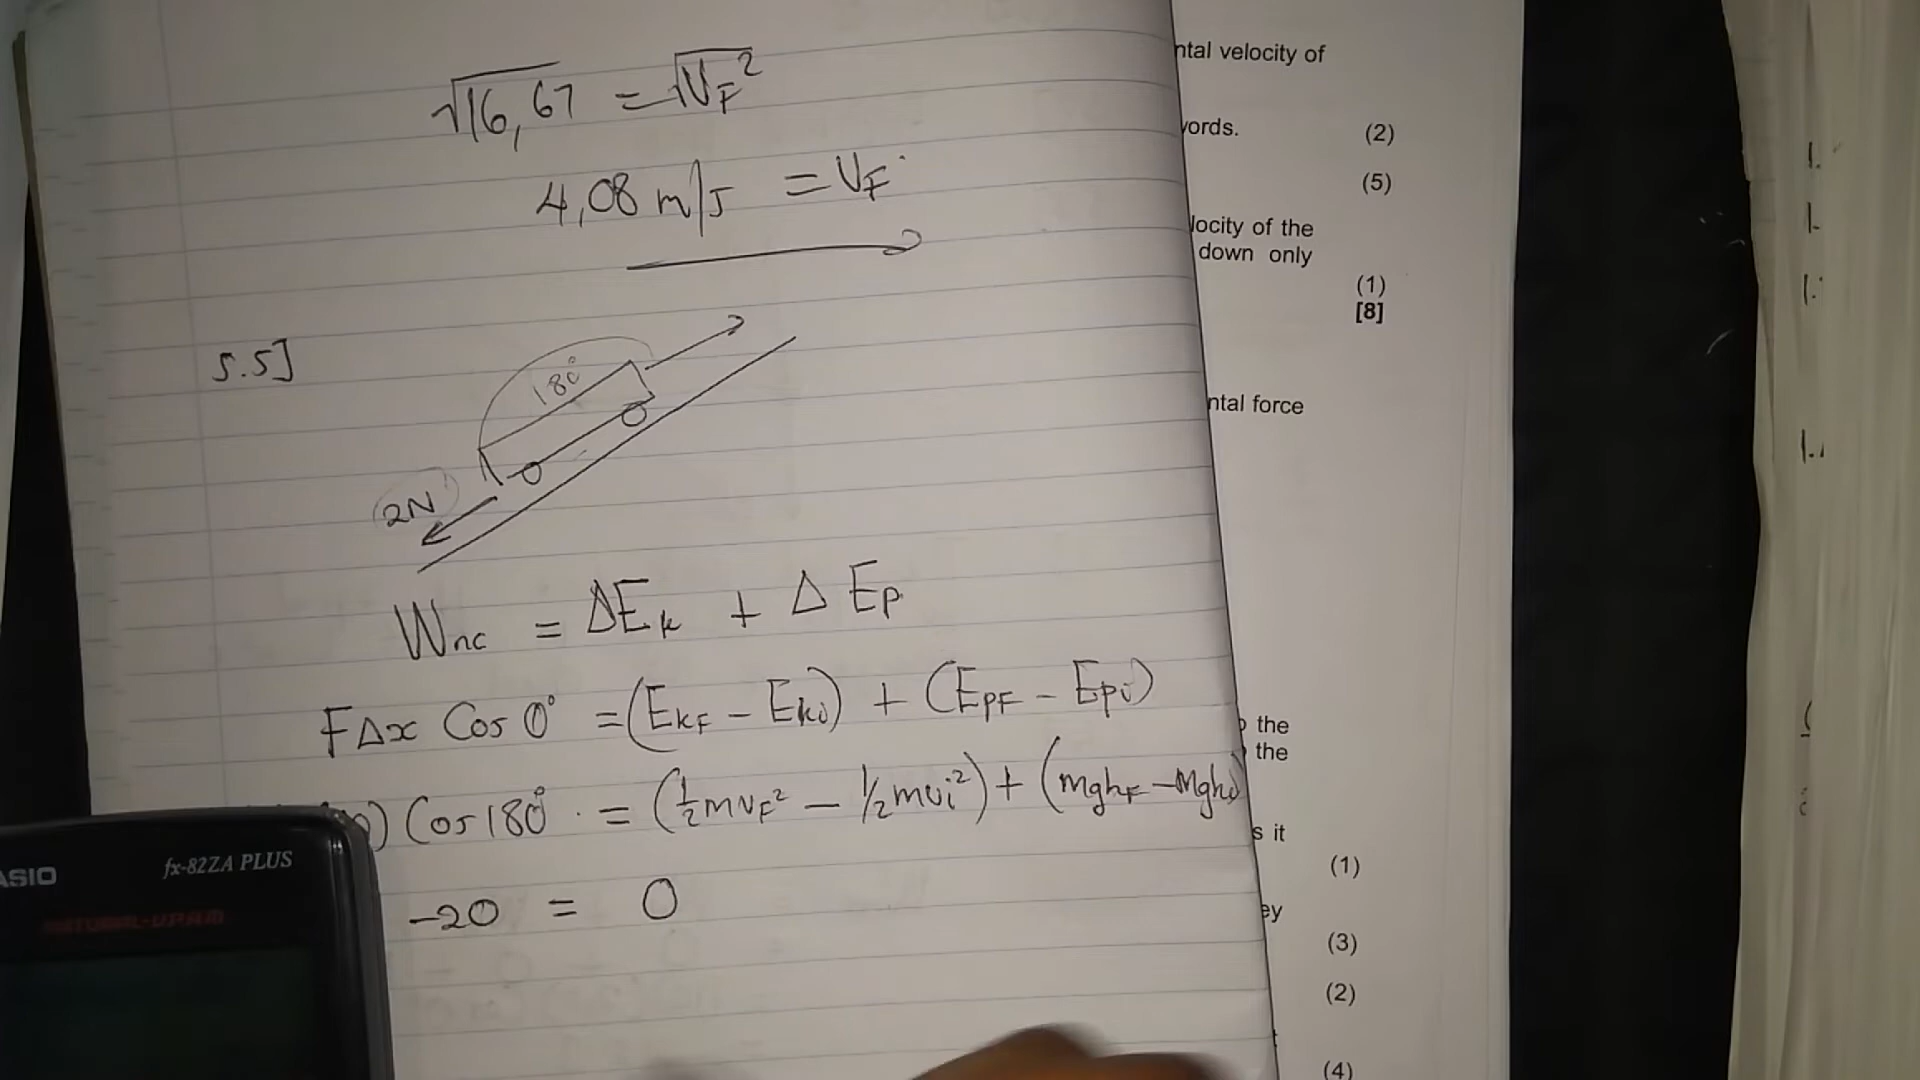 √16,67 = √VF²
4,08 m/s = VF
5.5]
180°
2N
Wnc = ΔEk + ΔEp
FΔx Cos 0° = (EkF - Eki) + (EpF - Epi)
) Cos 180° = (½mvF² - ½mvi²) + (mghF - mghi)
-20 = 0
ASIO fx-82ZA PLUS
ntal velocity of
ords. (2)
(5)
locity of the
down only
(1)
[8]
ntal force
the
the
s it
(1)
ey
(3)
(2)
(4)